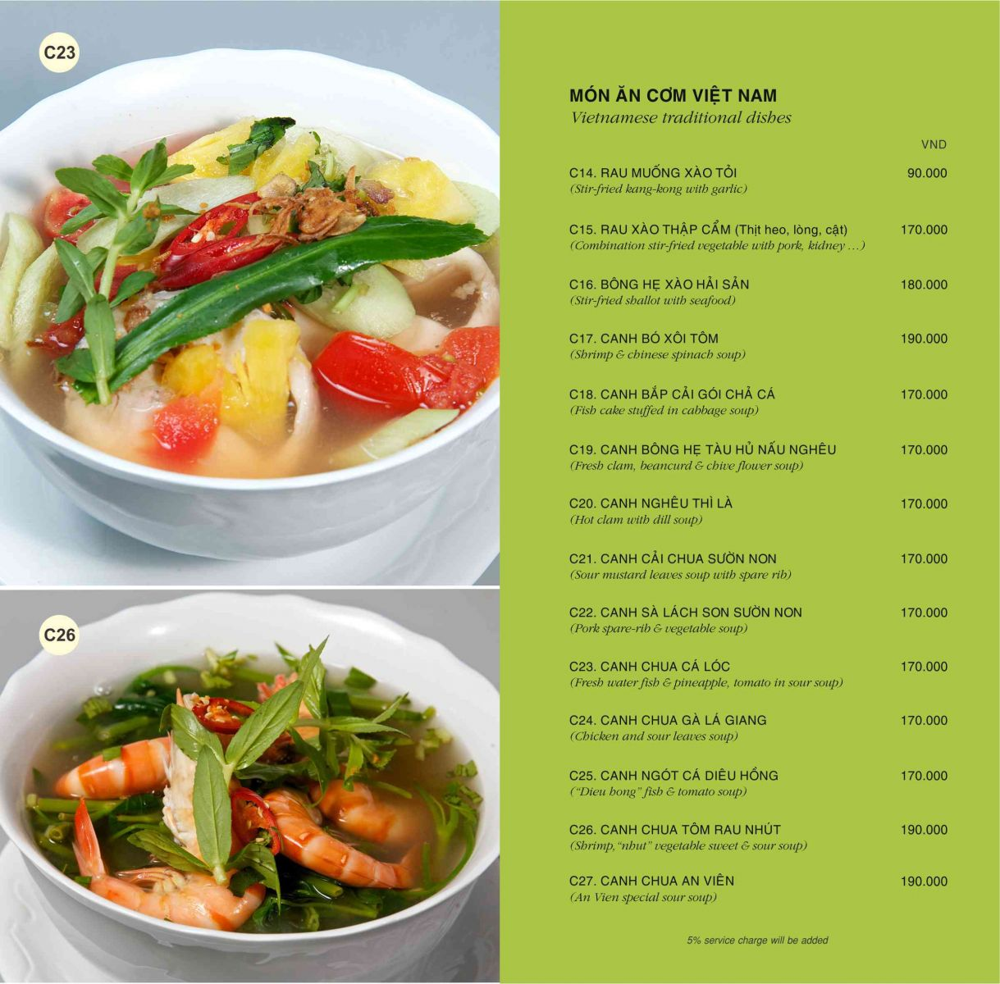 C23
C26
MÓN ĂN CƠM VIỆT NAM
Vietnamese traditional dishes
VND
C14. RAU MUỐNG XÀO TỎI 90.000
(Stir-fried kang-kong with garlic)
C15. RAU XÀO THẬP CẨM (Thịt heo, lòng, cật) 170.000
(Combination stir-fried vegetable with pork, kidney ...)
C16. BÔNG HẸ XÀO HẢI SẢN 180.000
(Stir-fried shallot with seafood)
C17. CANH BÓ XÔI TÔM 190.000
(Shrimp & chinese spinach soup)
C18. CANH BẮP CẢI GÓI CHẢ CÁ 170.000
(Fish cake stuffed in cabbage soup)
C19. CANH BÔNG HẸ TÀU HỦ NẤU NGHÊU 170.000
(Fresh clam, beancurd & chive flower soup)
C20. CANH NGHÊU THÌ LÀ 170.000
(Hot clam with dill soup)
C21. CANH CẢI CHUA SƯỜN NON 170.000
(Sour mustard leaves soup with spare rib)
C22. CANH SÀ LÁCH SON SƯỜN NON 170.000
(Pork spare-rib & vegetable soup)
C23. CANH CHUA CÁ LÓC 170.000
(Fresh water fish & pineapple, tomato in sour soup)
C24. CANH CHUA GÀ LÁ GIANG 170.000
(Chicken and sour leaves soup)
C25. CANH NGÓT CÁ DIÊU HỒNG 170.000
("Dieu hong" fish & tomato soup)
C26. CANH CHUA TÔM RAU NHÚT 190.000
(Shrimp, "nhut" vegetable sweet & sour soup)
C27. CANH CHUA AN VIÊN 190.000
(An Vien special sour soup)
5% service charge will be added